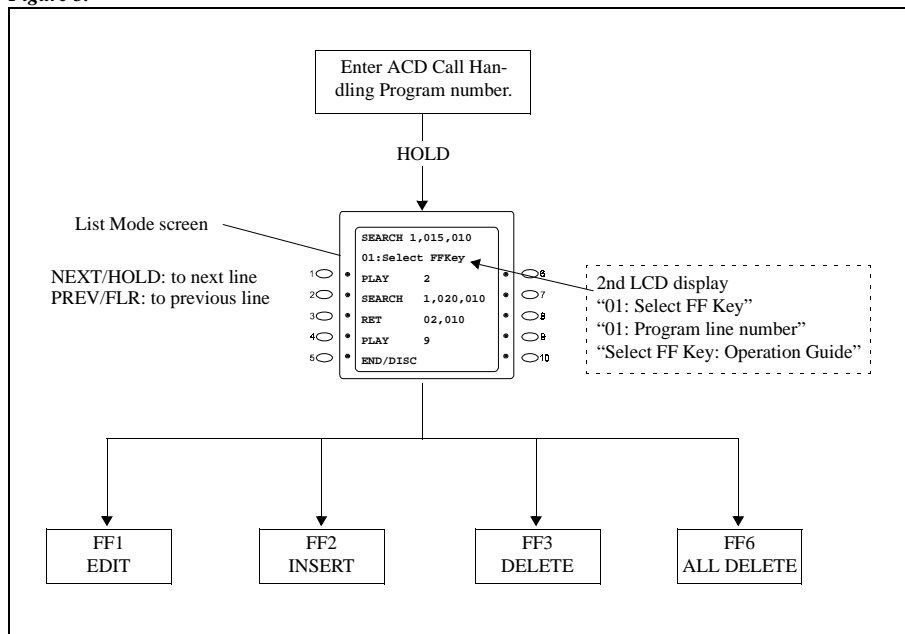 Enter ACD Call Han-
dling Program number.
HOLD
List Mode screen
NEXT/HOLD: to next line
PREV/FLR: to previous line
SEARCH 1,015,010
01:Select FFKey
PLAY 2
SEARCH 1,020,010
RET 02,010
PLAY 9
END/DISC
1
2
3
4
5
6
7
8
9
10
2nd LCD display
“01: Select FF Key”
“01: Program line number”
“Select FF Key: Operation Guide”
FF1
EDIT
FF2
INSERT
FF3
DELETE
FF6
ALL DELETE